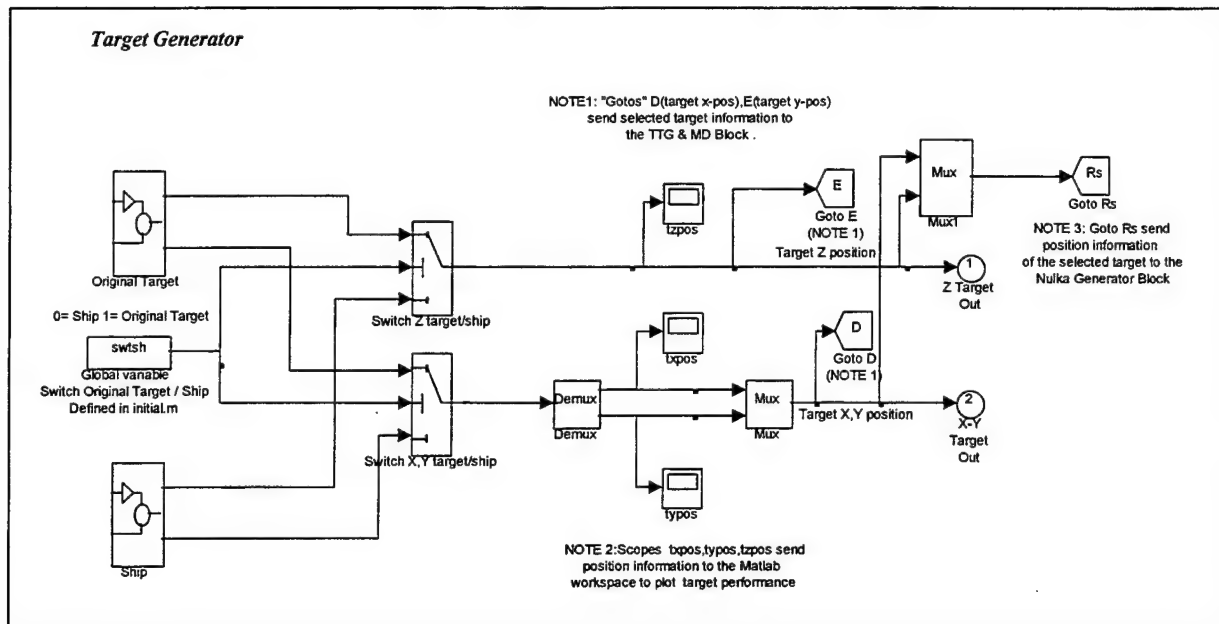 Target Generator
NOTE1: "Gotos" D(target x-pos),E(target y-pos)
send selected target information to
the TTG & MD Block .
Original Target
0= Ship 1= Original Target
swtsh
Global variable
Switch Original Target / Ship
Defined in initial.m
Ship
Switch Z target/ship
Switch X,Y target/ship
tzpos
E
Goto E
(NOTE 1)
Target Z position
Mux
Mux1
Rs
Goto Rs
NOTE 3: Goto Rs send
position information
of the selected target to the
Nulka Generator Block
1
Z Target
Out
txpos
D
Goto D
(NOTE 1)
Demux
Demux
Mux
Mux
Target X,Y position
2
X-Y
Target
Out
typos
NOTE 2:Scopes txpos,typos,tzpos send
position information to the Matlab
workspace to plot target performance